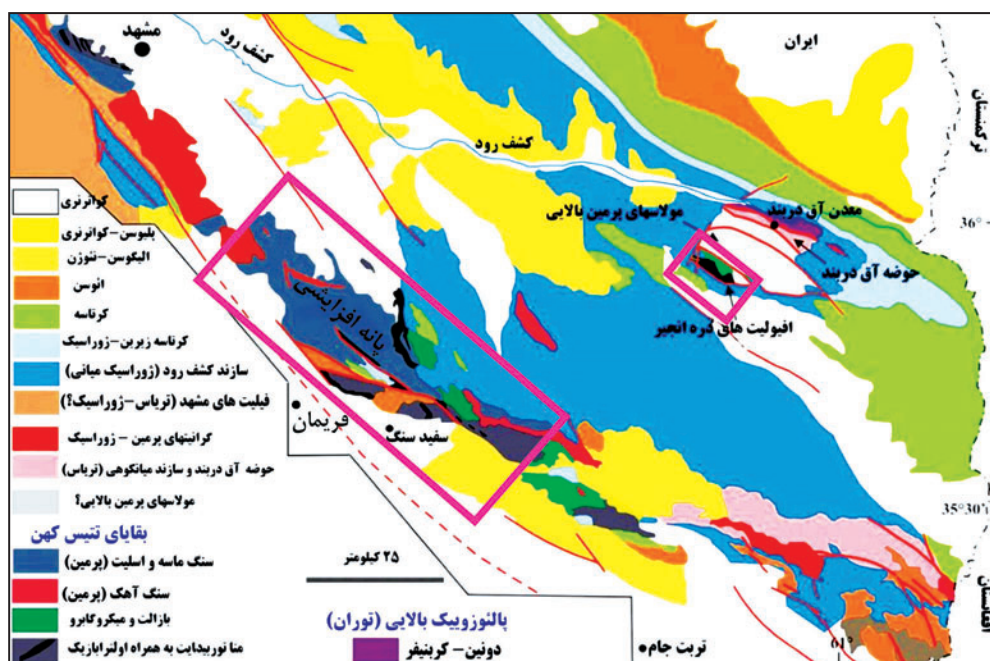 مشهد
کشف رود
ایران
ترکمنستان
کشف رود
معدن آق دربند
مولاسهای پرمین بالایی
36°
حوضه آق دربند
افیولیت های دره انجیر
پانه افزایشی
فریمان
سفید سنگ
35°30'
افغانستان
61°
تربت جام
۲۵ کیلومتر
کواترنری
پلیوسن-کواترنری
الیگوسن-نئوژن
ائوسن
کرتاسه
کرتاسه زیرین-ژوراسیک
سازند کشف رود (ژوراسیک میانی)
فیلیت های مشهد (تریاس-ژوراسیک؟)
گرانیتهای پرمین - ژوراسیک
حوضه آق دربند و سازند میانکوهی (تریاس)
مولاسهای پرمین بالایی؟
بقایای تتیس کهن
سنگ ماسه و اسلیت (پرمین)
سنگ آهک (پرمین)
بازالت و میکروگابرو
متا توربیدایت به همراه اولترابازیک
پالئوزوییک بالایی (توران)
دونین-کربنیفر